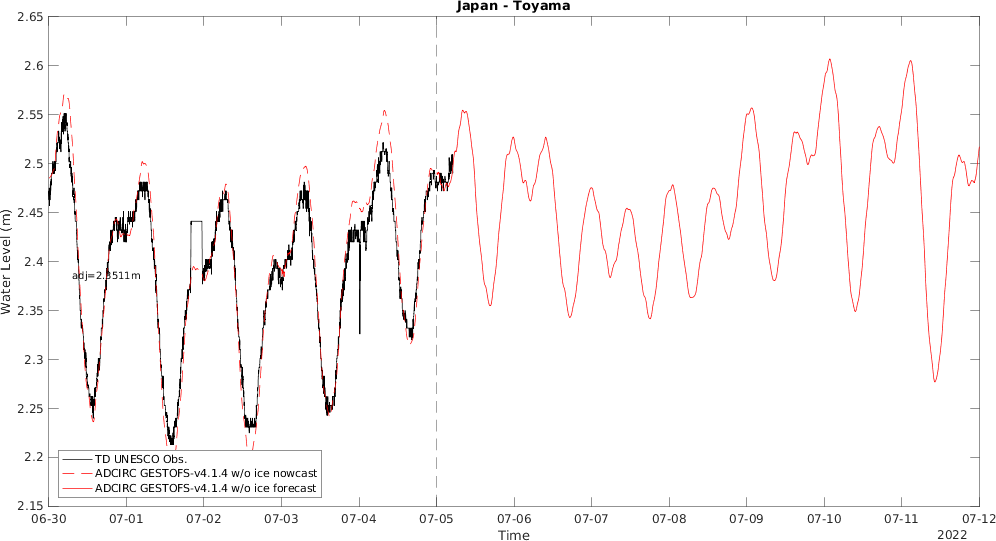 Japan - Toyama
2.65
2.6
2.55
2.5
2.45
2.4
2.35
2.3
2.25
2.2
2.15
Water Level (m)
adj=2.3511m
TD UNESCO Obs.
ADCIRC GESTOFS-v4.1.4 w/o ice nowcast
ADCIRC GESTOFS-v4.1.4 w/o ice forecast
06-30 07-01 07-02 07-03 07-04 07-05 07-06 07-07 07-08 07-09 07-10 07-11 07-12
Time
2022